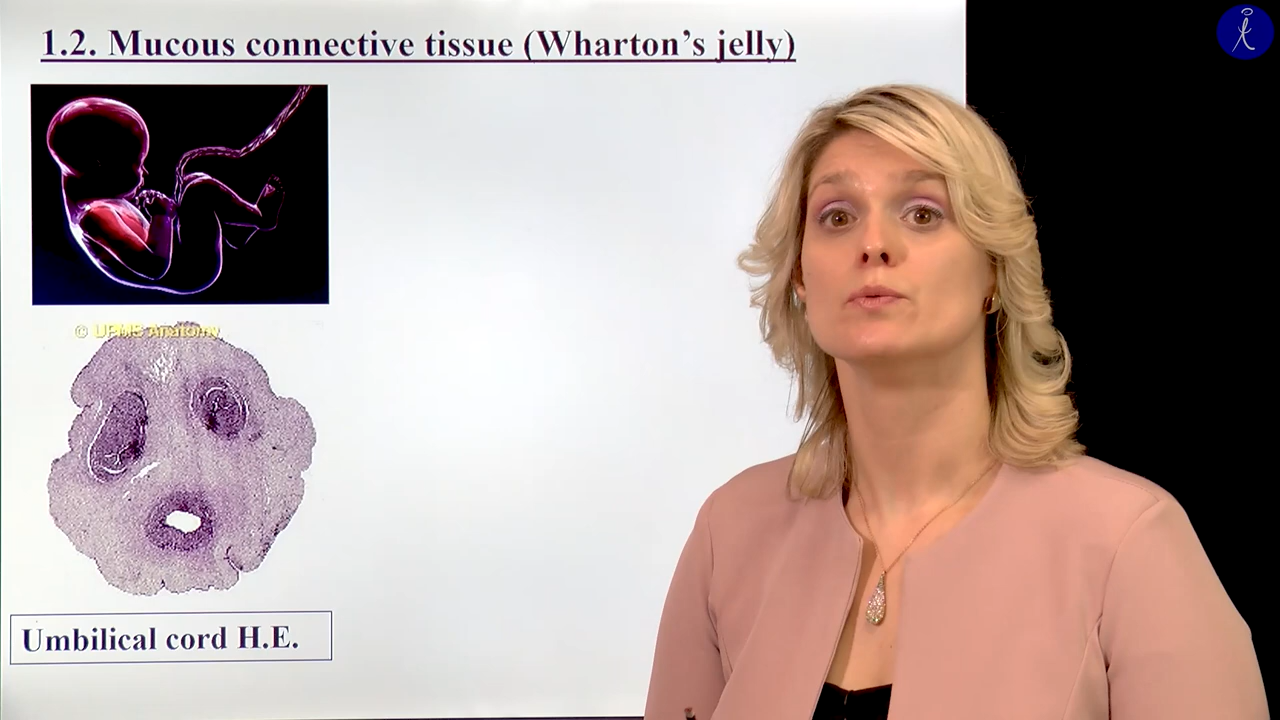 1.2. Mucous connective tissue (Wharton's jelly)
© UPMS Anatomy
Umbilical cord H.E.